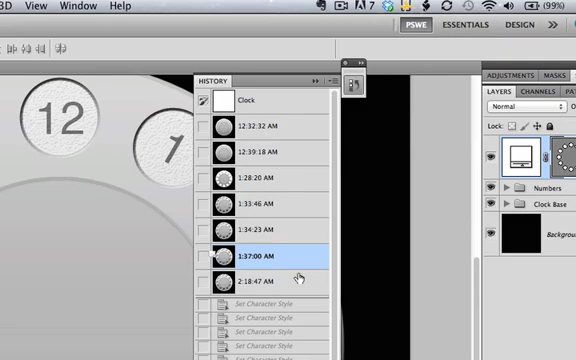 3D View Window Help 7 (99%)
PSWE ESSENTIALS DESIGN
HISTORY
Clock
12:32:32 AM
12:39:18 AM
1:28:20 AM
1:33:46 AM
1:34:23 AM
1:37:00 AM
2:18:47 AM
Set Character Style
Set Character Style
Set Character Style
Set Character Style
12
1
ADJUSTMENTS MASKS
LAYERS CHANNELS PAT
Normal
Lock:
Numbers
Clock Base
Backgroun